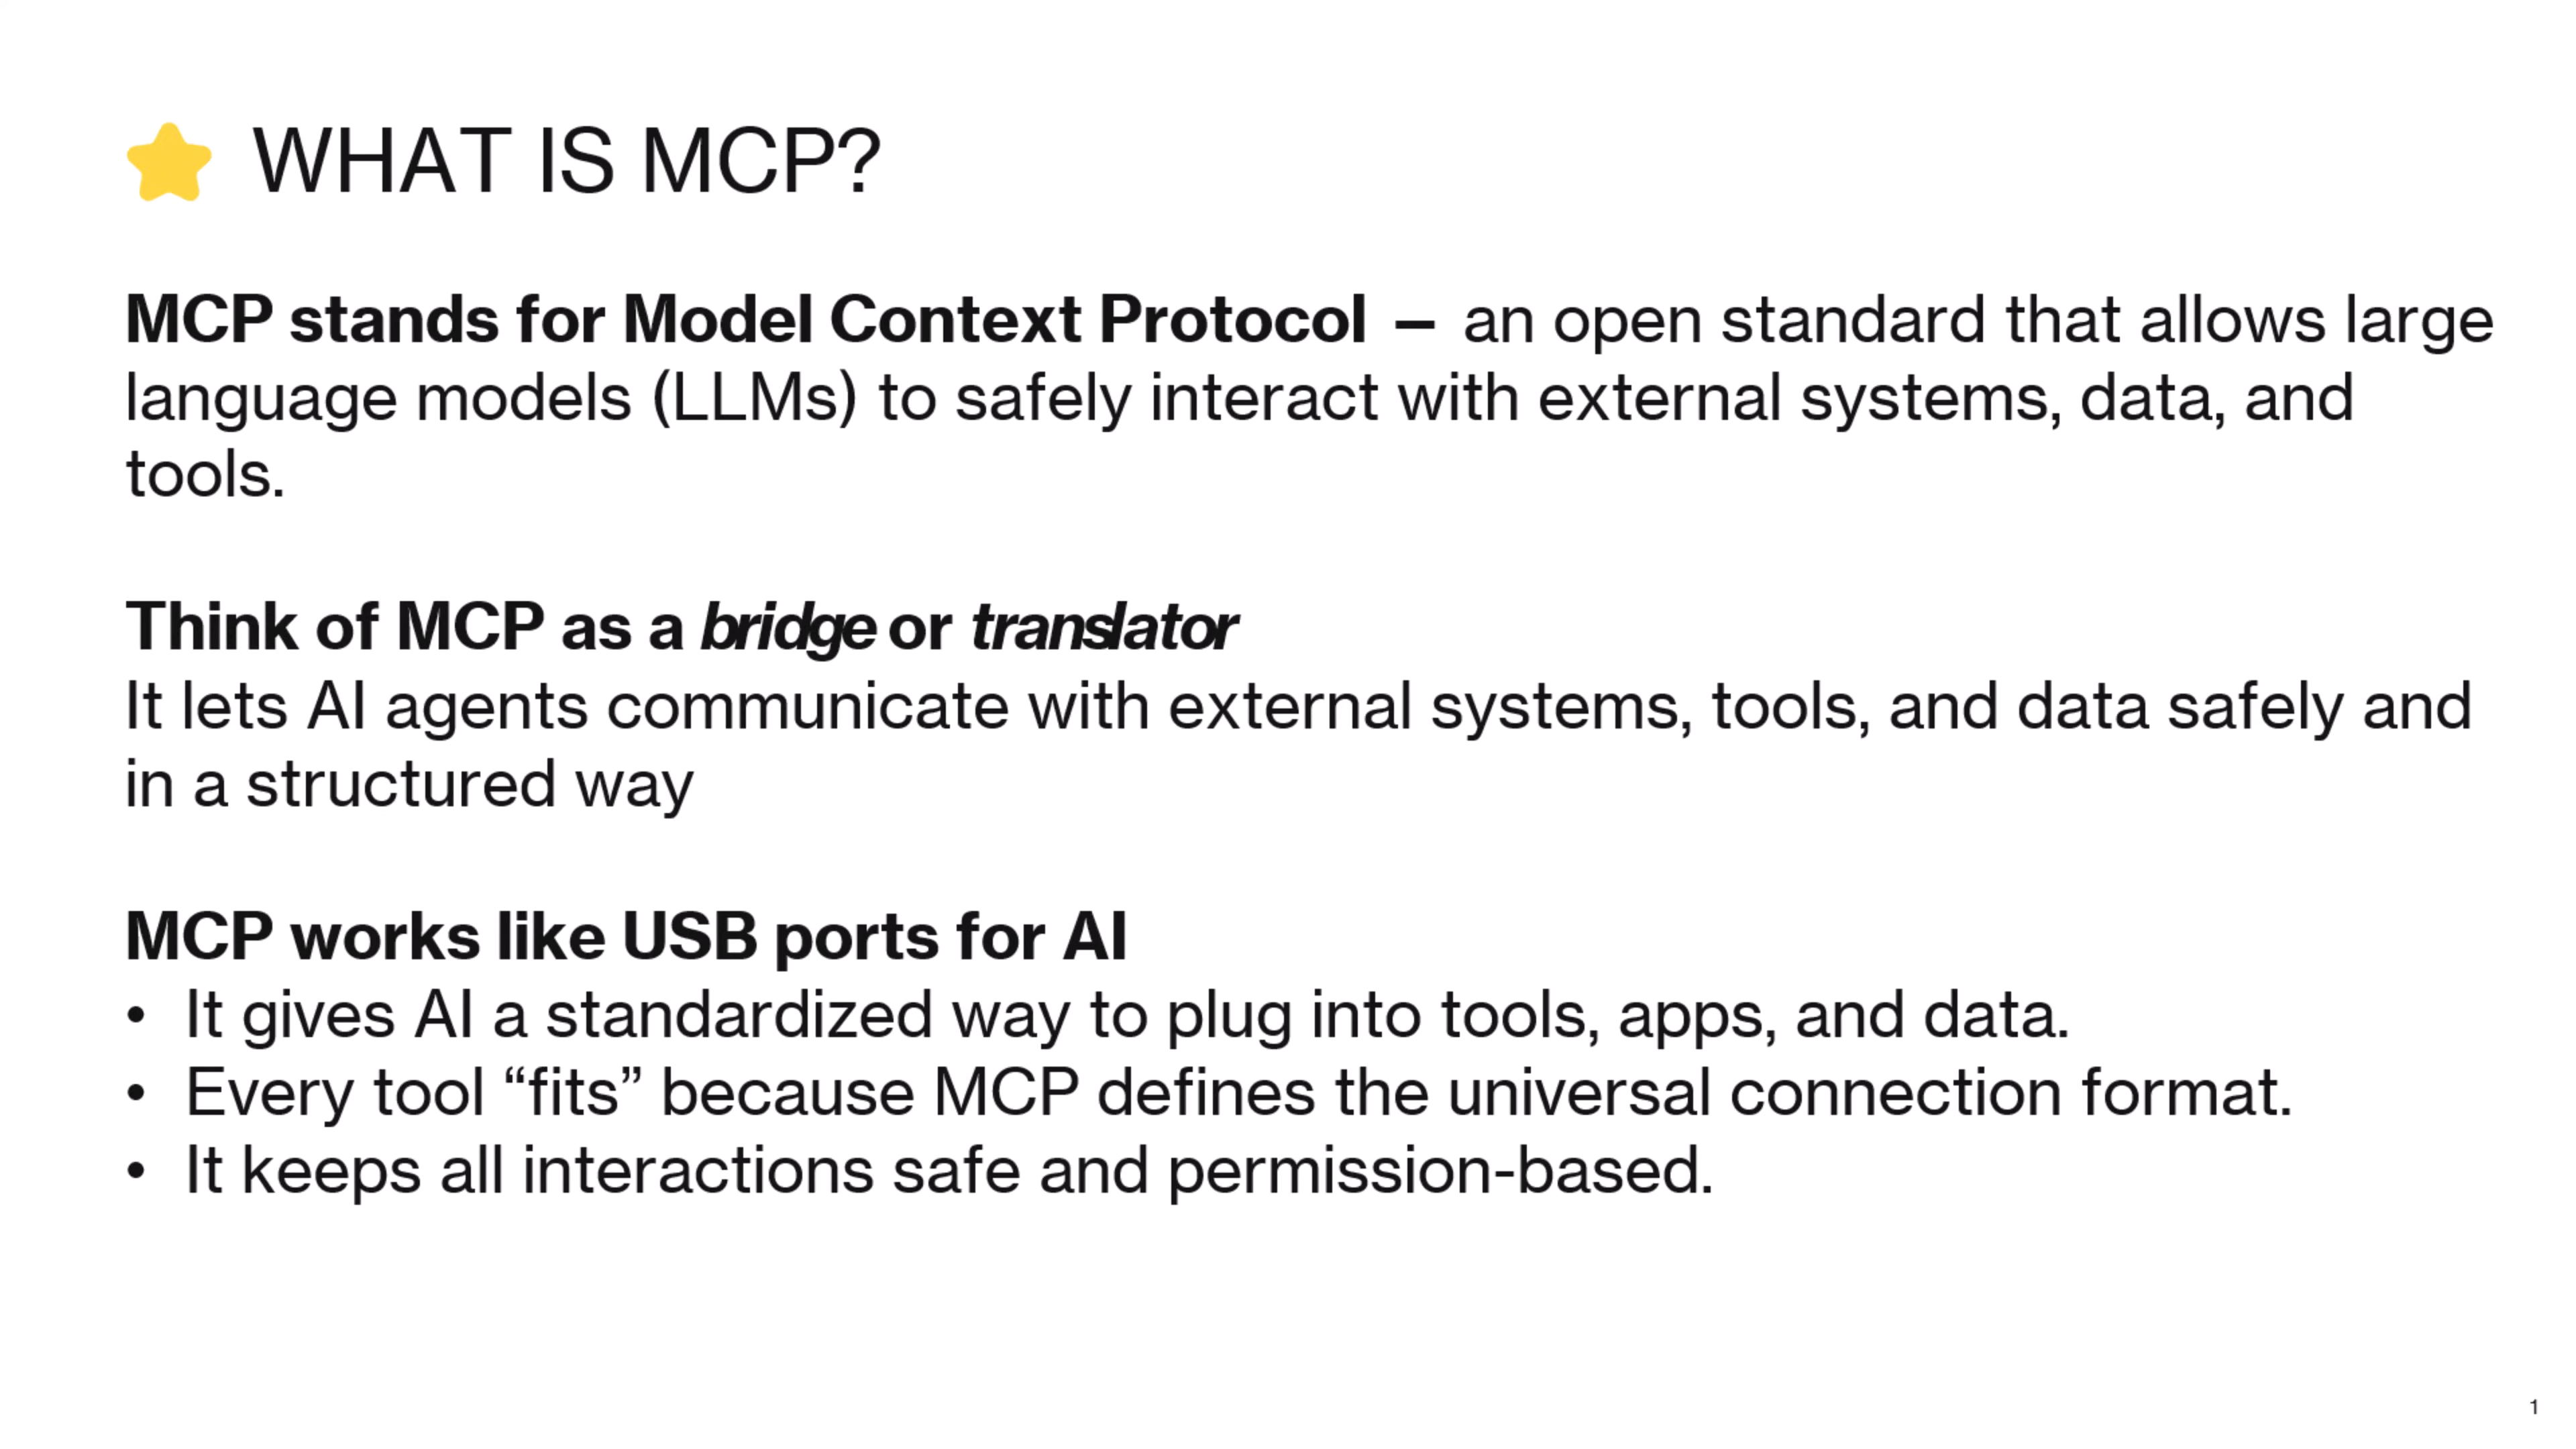 WHAT IS MCP?
MCP stands for Model Context Protocol – an open standard that allows large
language models (LLMs) to safely interact with external systems, data, and
tools.
Think of MCP as a bridge or translator
It lets AI agents communicate with external systems, tools, and data safely and
in a structured way
MCP works like USB ports for AI
• It gives AI a standardized way to plug into tools, apps, and data.
• Every tool “fits” because MCP defines the universal connection format.
• It keeps all interactions safe and permission-based.
1